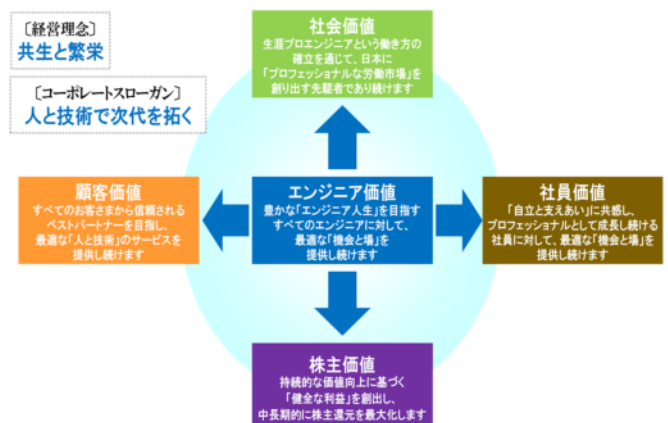 〔経営理念〕
共生と繁栄
〔コーポレートスローガン〕
人と技術で次代を拓く
社会価値
生涯プロエンジニアという働き方の
確立を通じて、日本に
「プロフェッショナルな労働市場」を
創り出す先駆者であり続けます
顧客価値
すべてのお客さまから信頼される
ベストパートナーを目指し、
最適な「人と技術」のサービスを
提供し続けます
エンジニア価値
豊かな「エンジニア人生」を目指す
すべてのエンジニアに対して、
最適な「機会と場」を
提供し続けます
社員価値
「自立と支えあい」に共感し、
プロフェッショナルとして成長し続ける
社員に対して、最適な「機会と場」を
提供し続けます
株主価値
持続的な価値向上に基づく
「健全な利益」を創出し、
中長期的に株主還元を最大化します